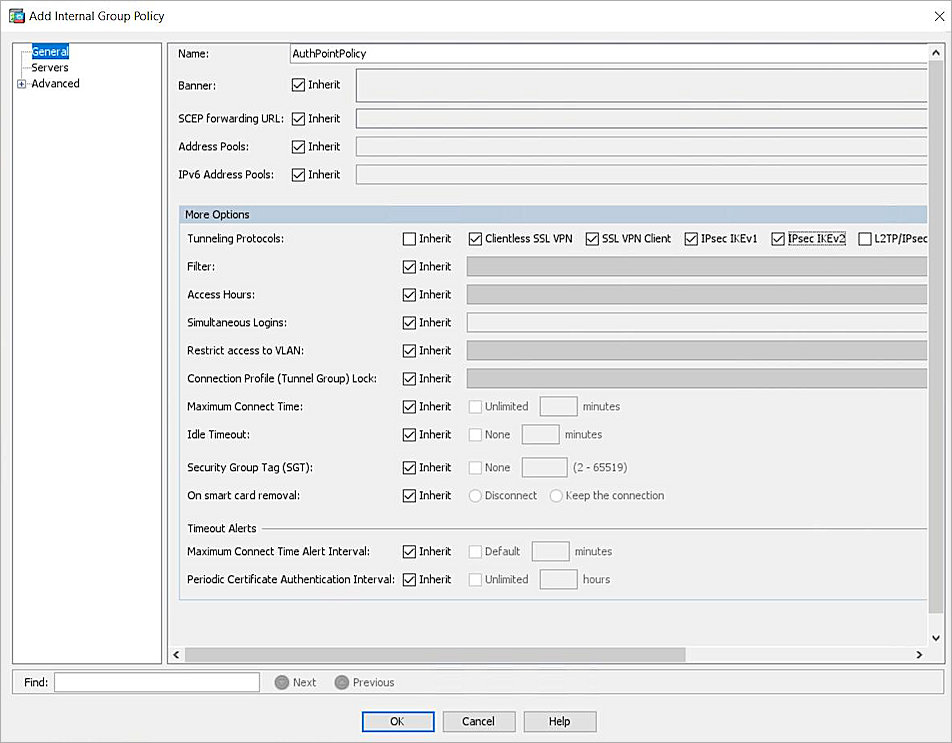 Add Internal Group Policy
General
Servers
Advanced
Name: AuthPointPolicy
Banner: Inherit
SCEP forwarding URL: Inherit
Address Pools: Inherit
IPv6 Address Pools: Inherit
More Options
Tunneling Protocols: Inherit Clientless SSL VPN SSL VPN Client IPsec IKEv1 IPsec IKEv2 L2TP/IPsec
Filter: Inherit
Access Hours: Inherit
Simultaneous Logins: Inherit
Restrict access to VLAN: Inherit
Connection Profile (Tunnel Group) Lock: Inherit
Maximum Connect Time: Inherit Unlimited minutes
Idle Timeout: Inherit None minutes
Security Group Tag (SGT): Inherit None (2 - 65519)
On smart card removal: Inherit Disconnect Keep the connection
Timeout Alerts
Maximum Connect Time Alert Interval: Inherit Default minutes
Periodic Certificate Authentication Interval: Inherit Unlimited hours
Find: Next Previous
OK Cancel Help